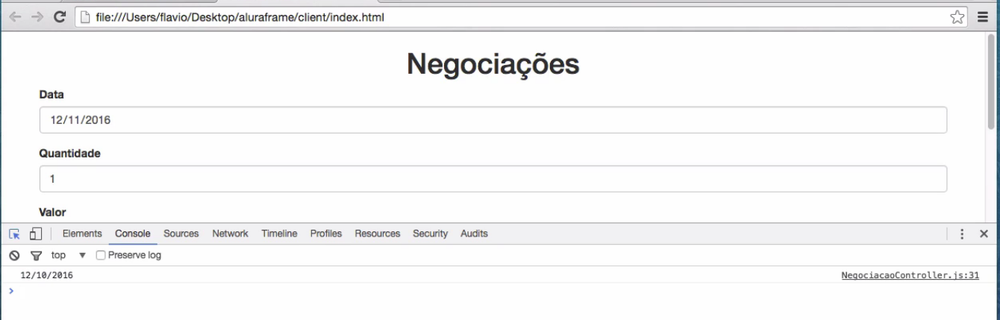 file:///Users/flavio/Desktop/aluraframe/client/index.html
Negociações
Data
12/11/2016
Quantidade
1
Valor
Elements Console Sources Network Timeline Profiles Resources Security Audits
top Preserve log
12/10/2016 NegociacaoController.js:31